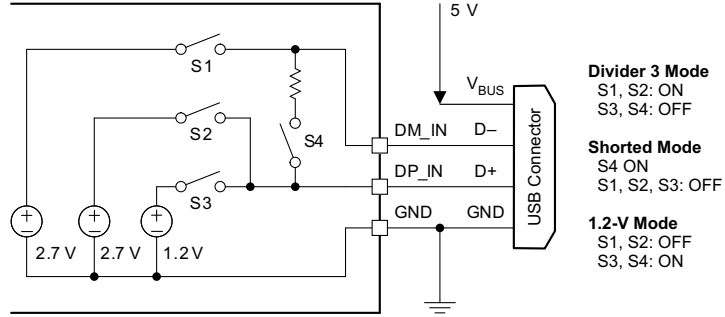 5 V
S1
VBUS
S2
S4
DM_IN
D–
DP_IN
D+
S3
GND
GND
USB Connector
2.7 V
2.7 V
1.2 V
Divider 3 Mode
S1, S2: ON
S3, S4: OFF
Shorted Mode
S4 ON
S1, S2, S3: OFF
1.2-V Mode
S1, S2: OFF
S3, S4: ON